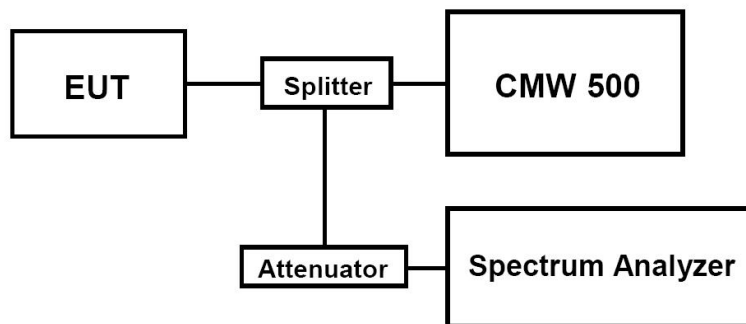 EUT
Splitter
CMW 500
Attenuator
Spectrum Analyzer